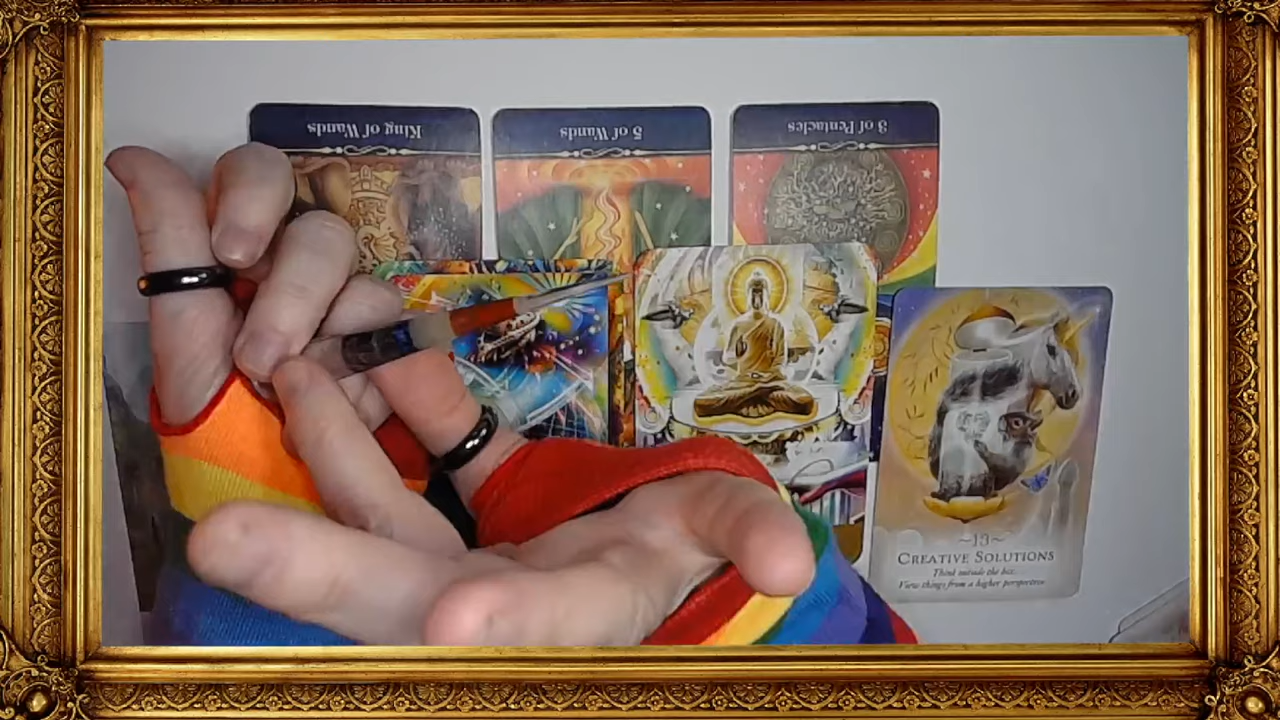 King of Wands
5 of Wands
3 of Pentacles
~13~
CREATIVE SOLUTIONS
Think outside the box.
View things from a higher perspective.